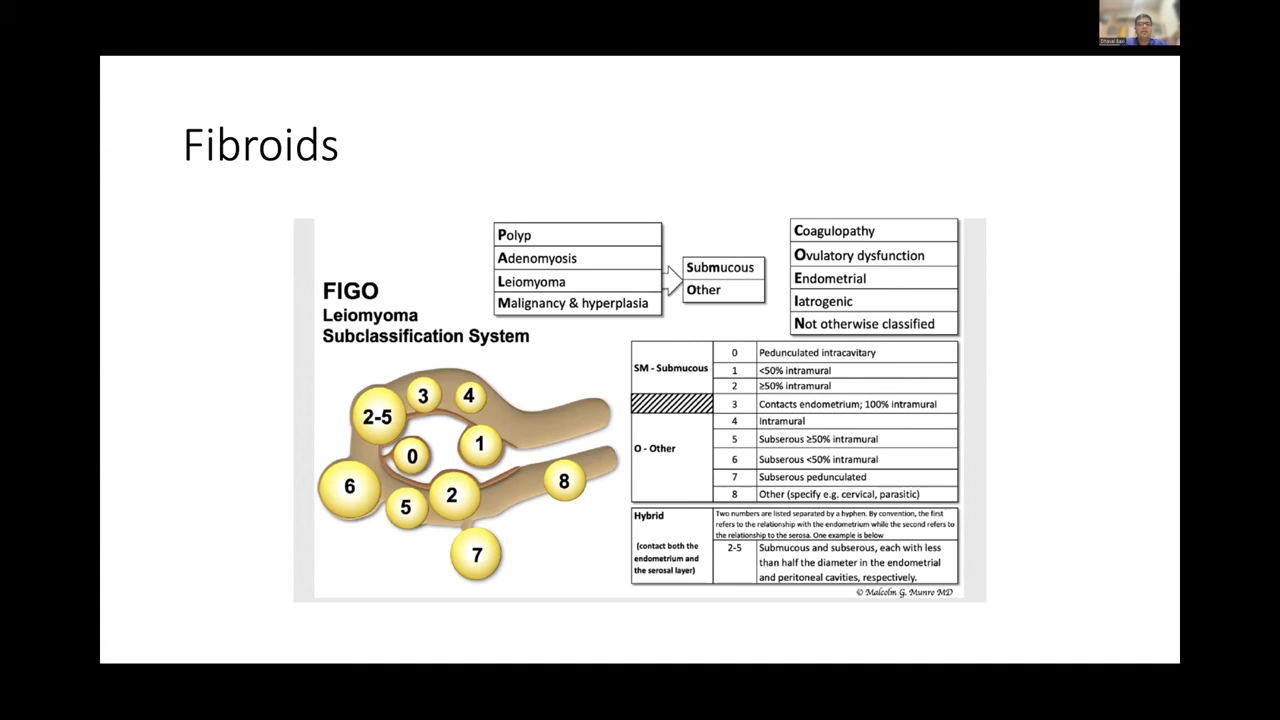 Fibroids
Polyp
Adenomyosis
Leiomyoma
Malignancy & hyperplasia
Submucous
Other
Coagulopathy
Ovulatory dysfunction
Endometrial
Iatrogenic
Not otherwise classified
FIGO
Leiomyoma
Subclassification System
2-5
3
4
0
1
6
5
2
8
7
SM - Submucous
0 Pedunculated intracavitary
1 <50% intramural
2 ≥50% intramural
3 Contacts endometrium; 100% intramural
O - Other
4 Intramural
5 Subserous ≥50% intramural
6 Subserous <50% intramural
7 Subserous pedunculated
8 Other (specify e.g. cervical, parasitic)
Hybrid
(contact both the
endometrium and
the serosal layer)
Two numbers are listed separated by a hyphen. By convention, the first
refers to the relationship with the endometrium while the second refers
to the relationship to the serosa. One example is below
2-5 Submucous and subserous, each with less
than half the diameter in the endometrial
and peritoneal cavities, respectively.
© Malcolm G. Munro MD